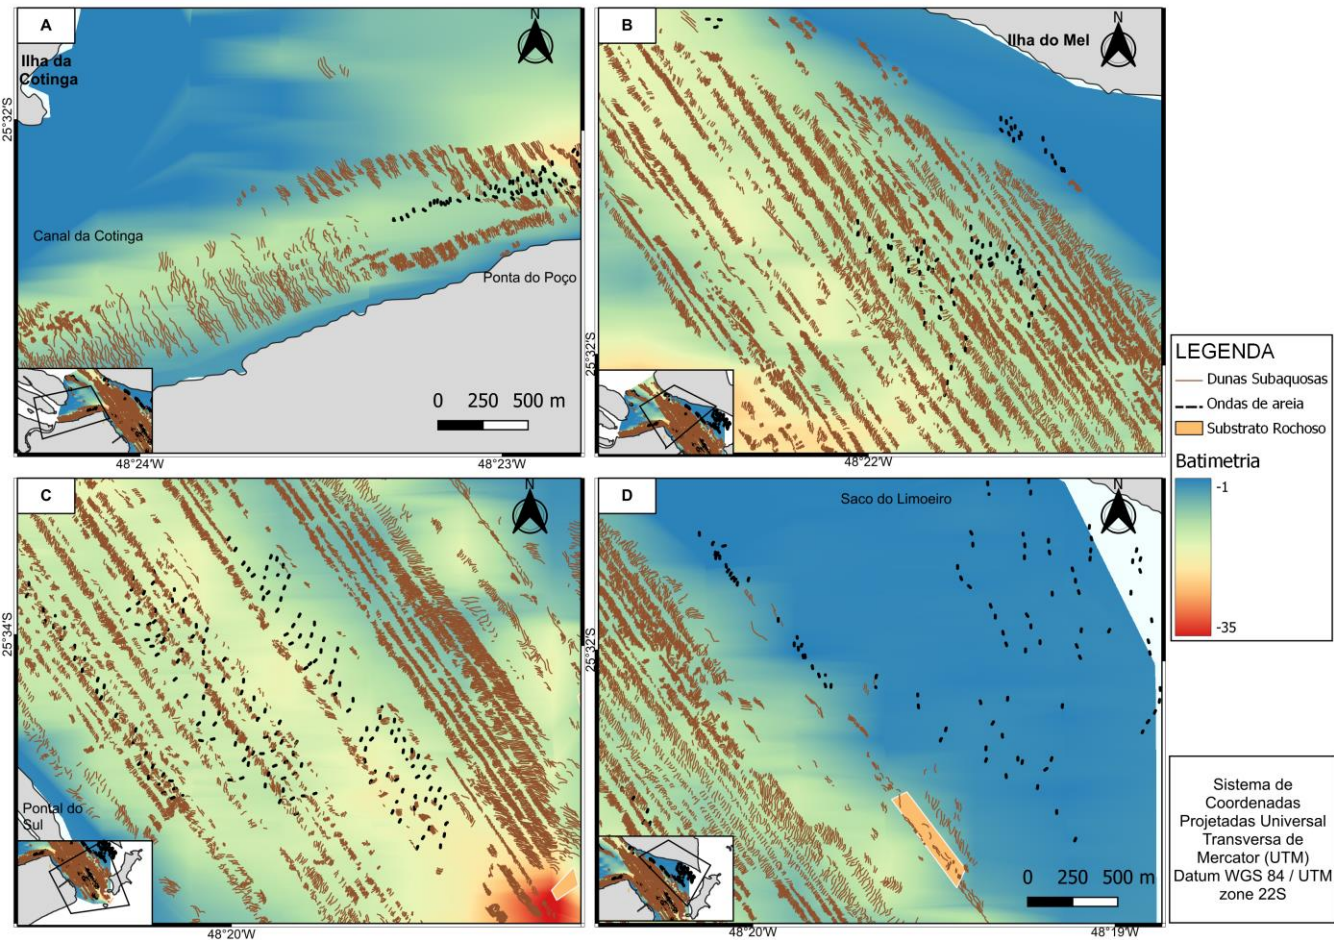 A
N
Ilha da
Cotinga
25°32'S
Canal da Cotinga
Ponta do Poço
0 250 500 m
48°24'W
48°23'W
B
N
Ilha do Mel
25°32'S
48°22'W
C
N
25°34'S
Pontal do
Sul
48°20'W
D
Saco do Limoeiro
N
25°32'S
0 250 500 m
48°20'W
48°19'W
LEGENDA
Dunas Subaquosas
Ondas de areia
Substrato Rochoso
Batimetria
-1
-35
Sistema de
Coordenadas
Projetadas Universal
Transversa de
Mercator (UTM)
Datum WGS 84 / UTM
zone 22S